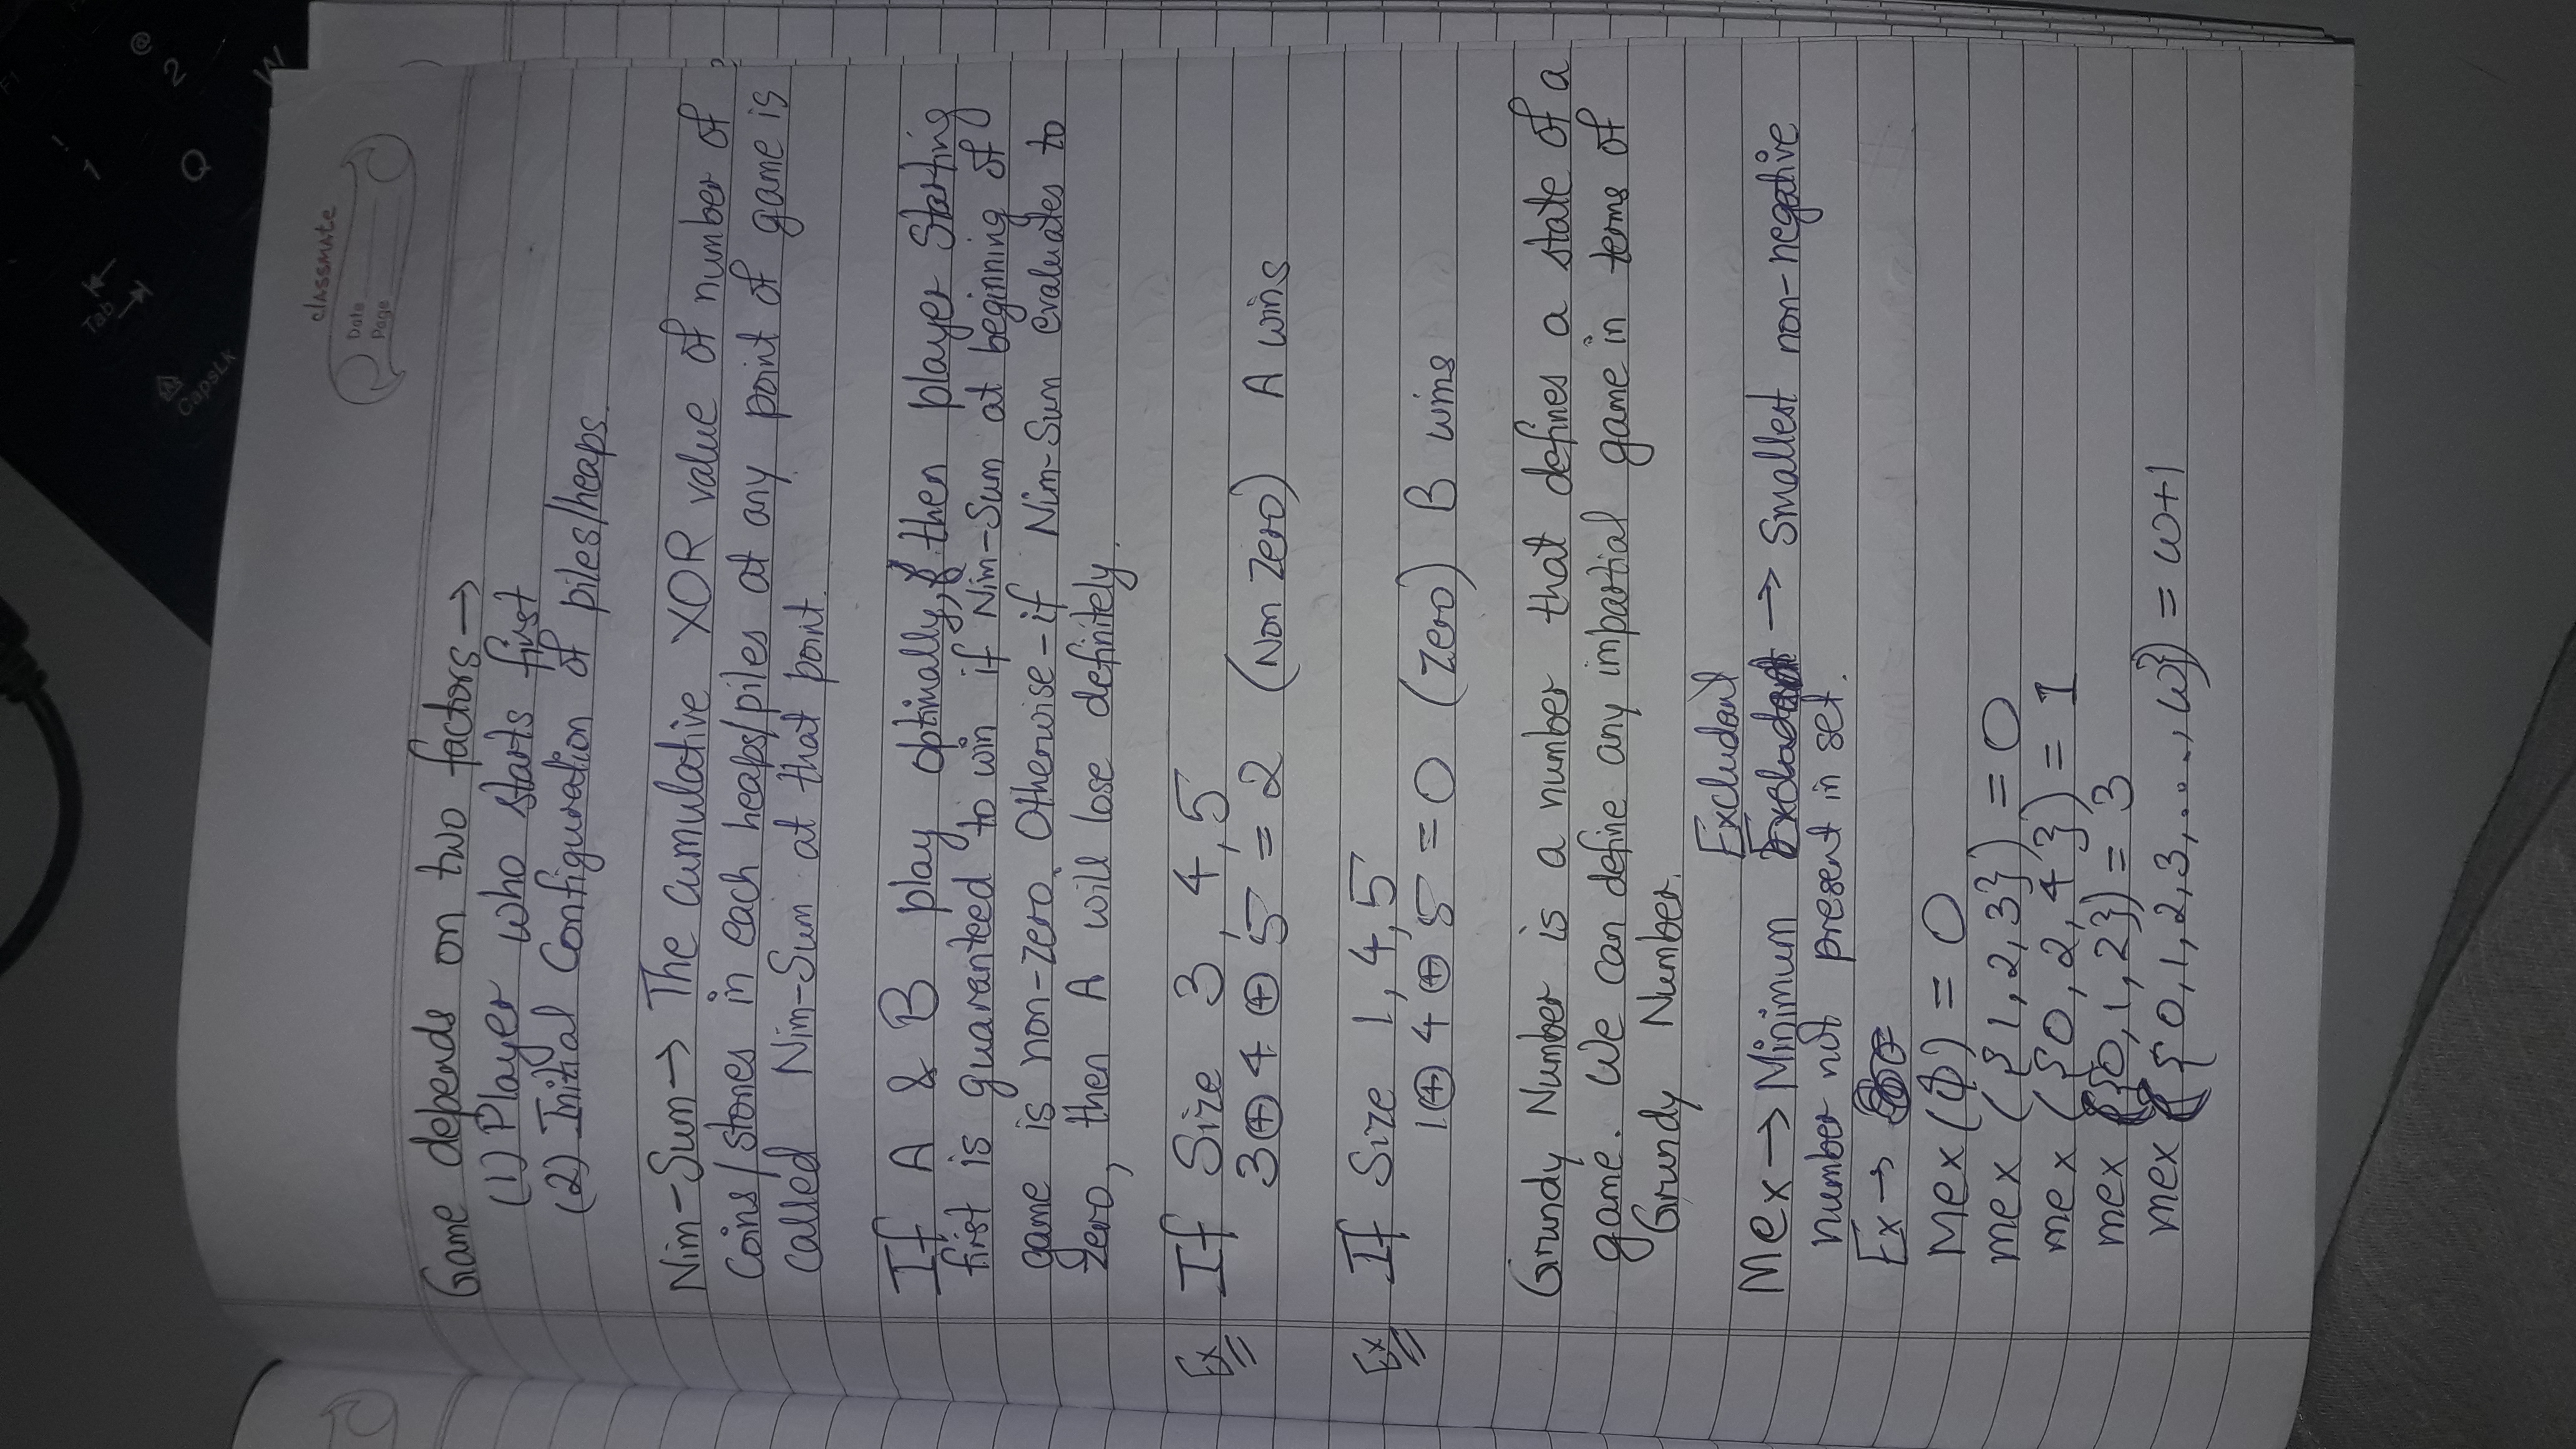 Tab
CapsLk
!
1
Q
@
2
W
F1
classmate
Date
Page
Game depends on two factors →
(1) Player who starts first
(2) Initial Configuration of piles/heaps.
Nim-Sum → The cumulative XOR value of number of
coins/stones in each heaps/piles at any point of game is
called Nim-Sum at that point.
If A & B play optimally, then player starting
first is guaranteed to win if Nim-Sum at beginning of
game is non-zero. Otherwise-if Nim-Sum evaluates to
zero, then A will lose definitely.
Ex If Size 3, 4, 5
3 ⊕ 4 ⊕ 5 = 2 (Non Zero) A wins
Ex If Size 1, 4, 5
1 ⊕ 4 ⊕ 5 = 0 (Zero) B wins
Grundy Number is a number that defines a state of a
game. We can define any impartial game in terms of
Grundy Number.
Excludant
Mex → Minimum → Smallest non-negative
number not present in set.
Ex →
Mex (ϕ) = 0
mex ({1, 2, 3}) = 0
mex ({0, 2, 4}) = 1
mex ({0, 1, 2}) = 3
mex ({0, 1, 2, 3, ..., ω}) = ω+1